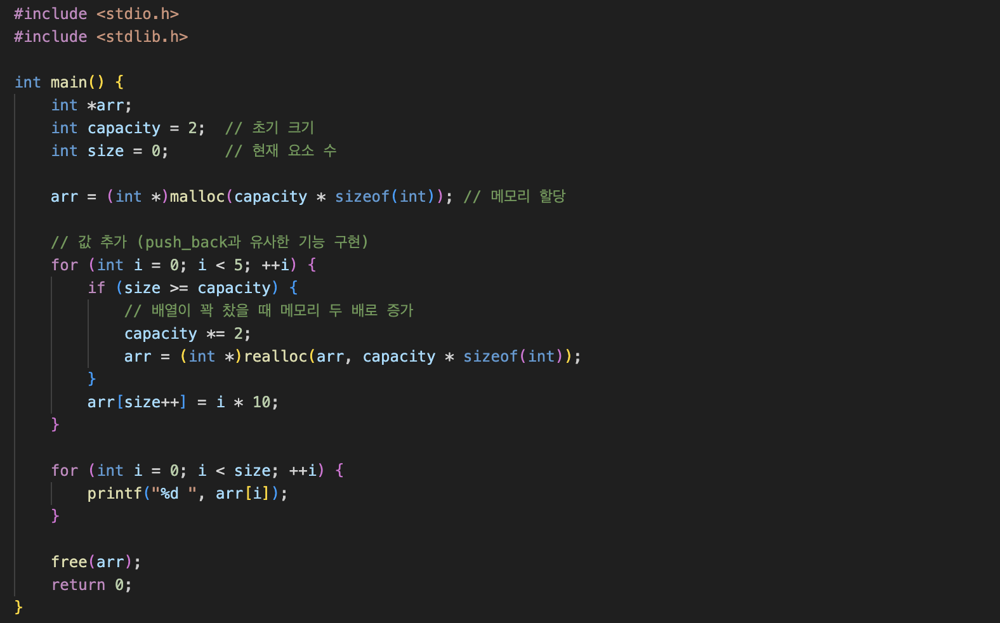 #include <stdio.h>
#include <stdlib.h>

int main() {
    int *arr;
    int capacity = 2;  // 초기 크기
    int size = 0;      // 현재 요소 수

    arr = (int *)malloc(capacity * sizeof(int)); // 메모리 할당

    // 값 추가 (push_back과 유사한 기능 구현)
    for (int i = 0; i < 5; ++i) {
        if (size >= capacity) {
            // 배열이 꽉 찼을 때 메모리 두 배로 증가
            capacity *= 2;
            arr = (int *)realloc(arr, capacity * sizeof(int));
        }
        arr[size++] = i * 10;
    }

    for (int i = 0; i < size; ++i) {
        printf("%d ", arr[i]);
    }

    free(arr);
    return 0;
}